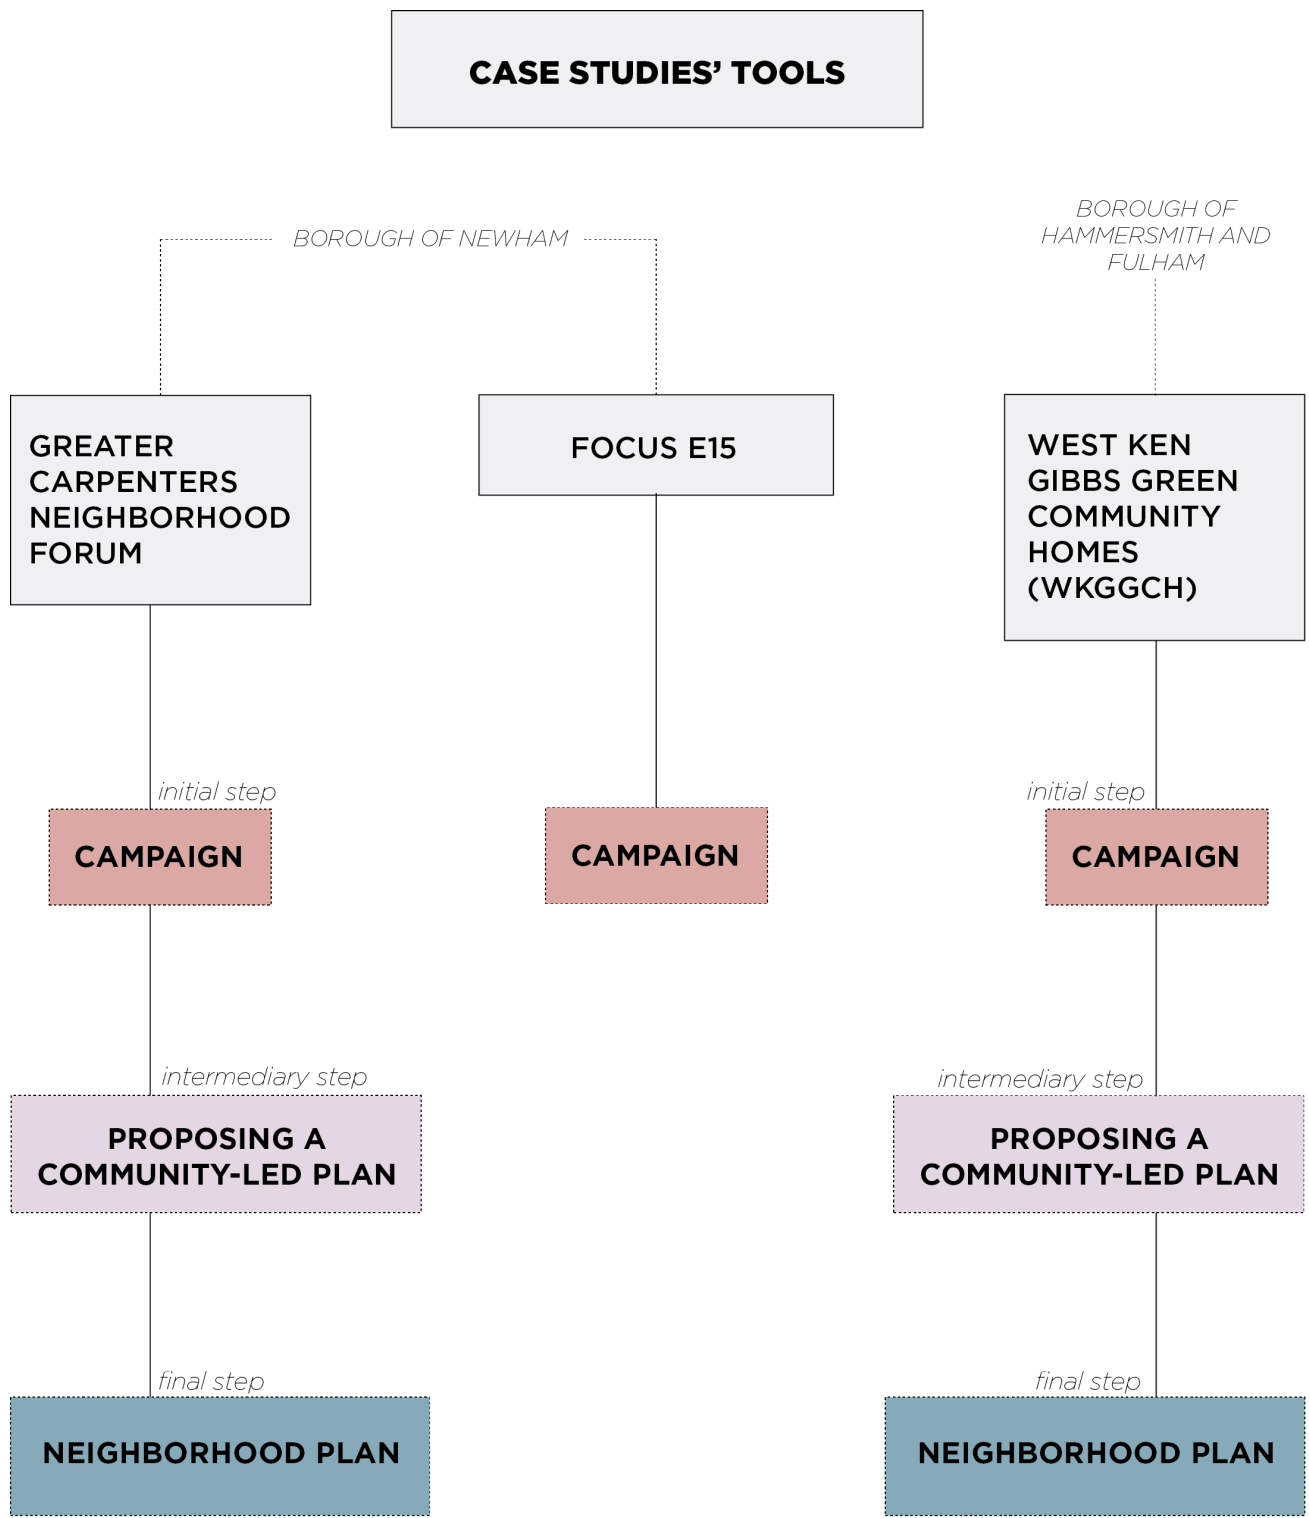 CASE STUDIES’ TOOLS
BOROUGH OF NEWHAM
BOROUGH OF
HAMMERSMITH AND
FULHAM
GREATER
CARPENTERS
NEIGHBORHOOD
FORUM
FOCUS E15
WEST KEN
GIBBS GREEN
COMMUNITY
HOMES
(WKGGCH)
initial step
CAMPAIGN
CAMPAIGN
initial step
CAMPAIGN
intermediary step
PROPOSING A
COMMUNITY-LED PLAN
intermediary step
PROPOSING A
COMMUNITY-LED PLAN
final step
NEIGHBORHOOD PLAN
final step
NEIGHBORHOOD PLAN